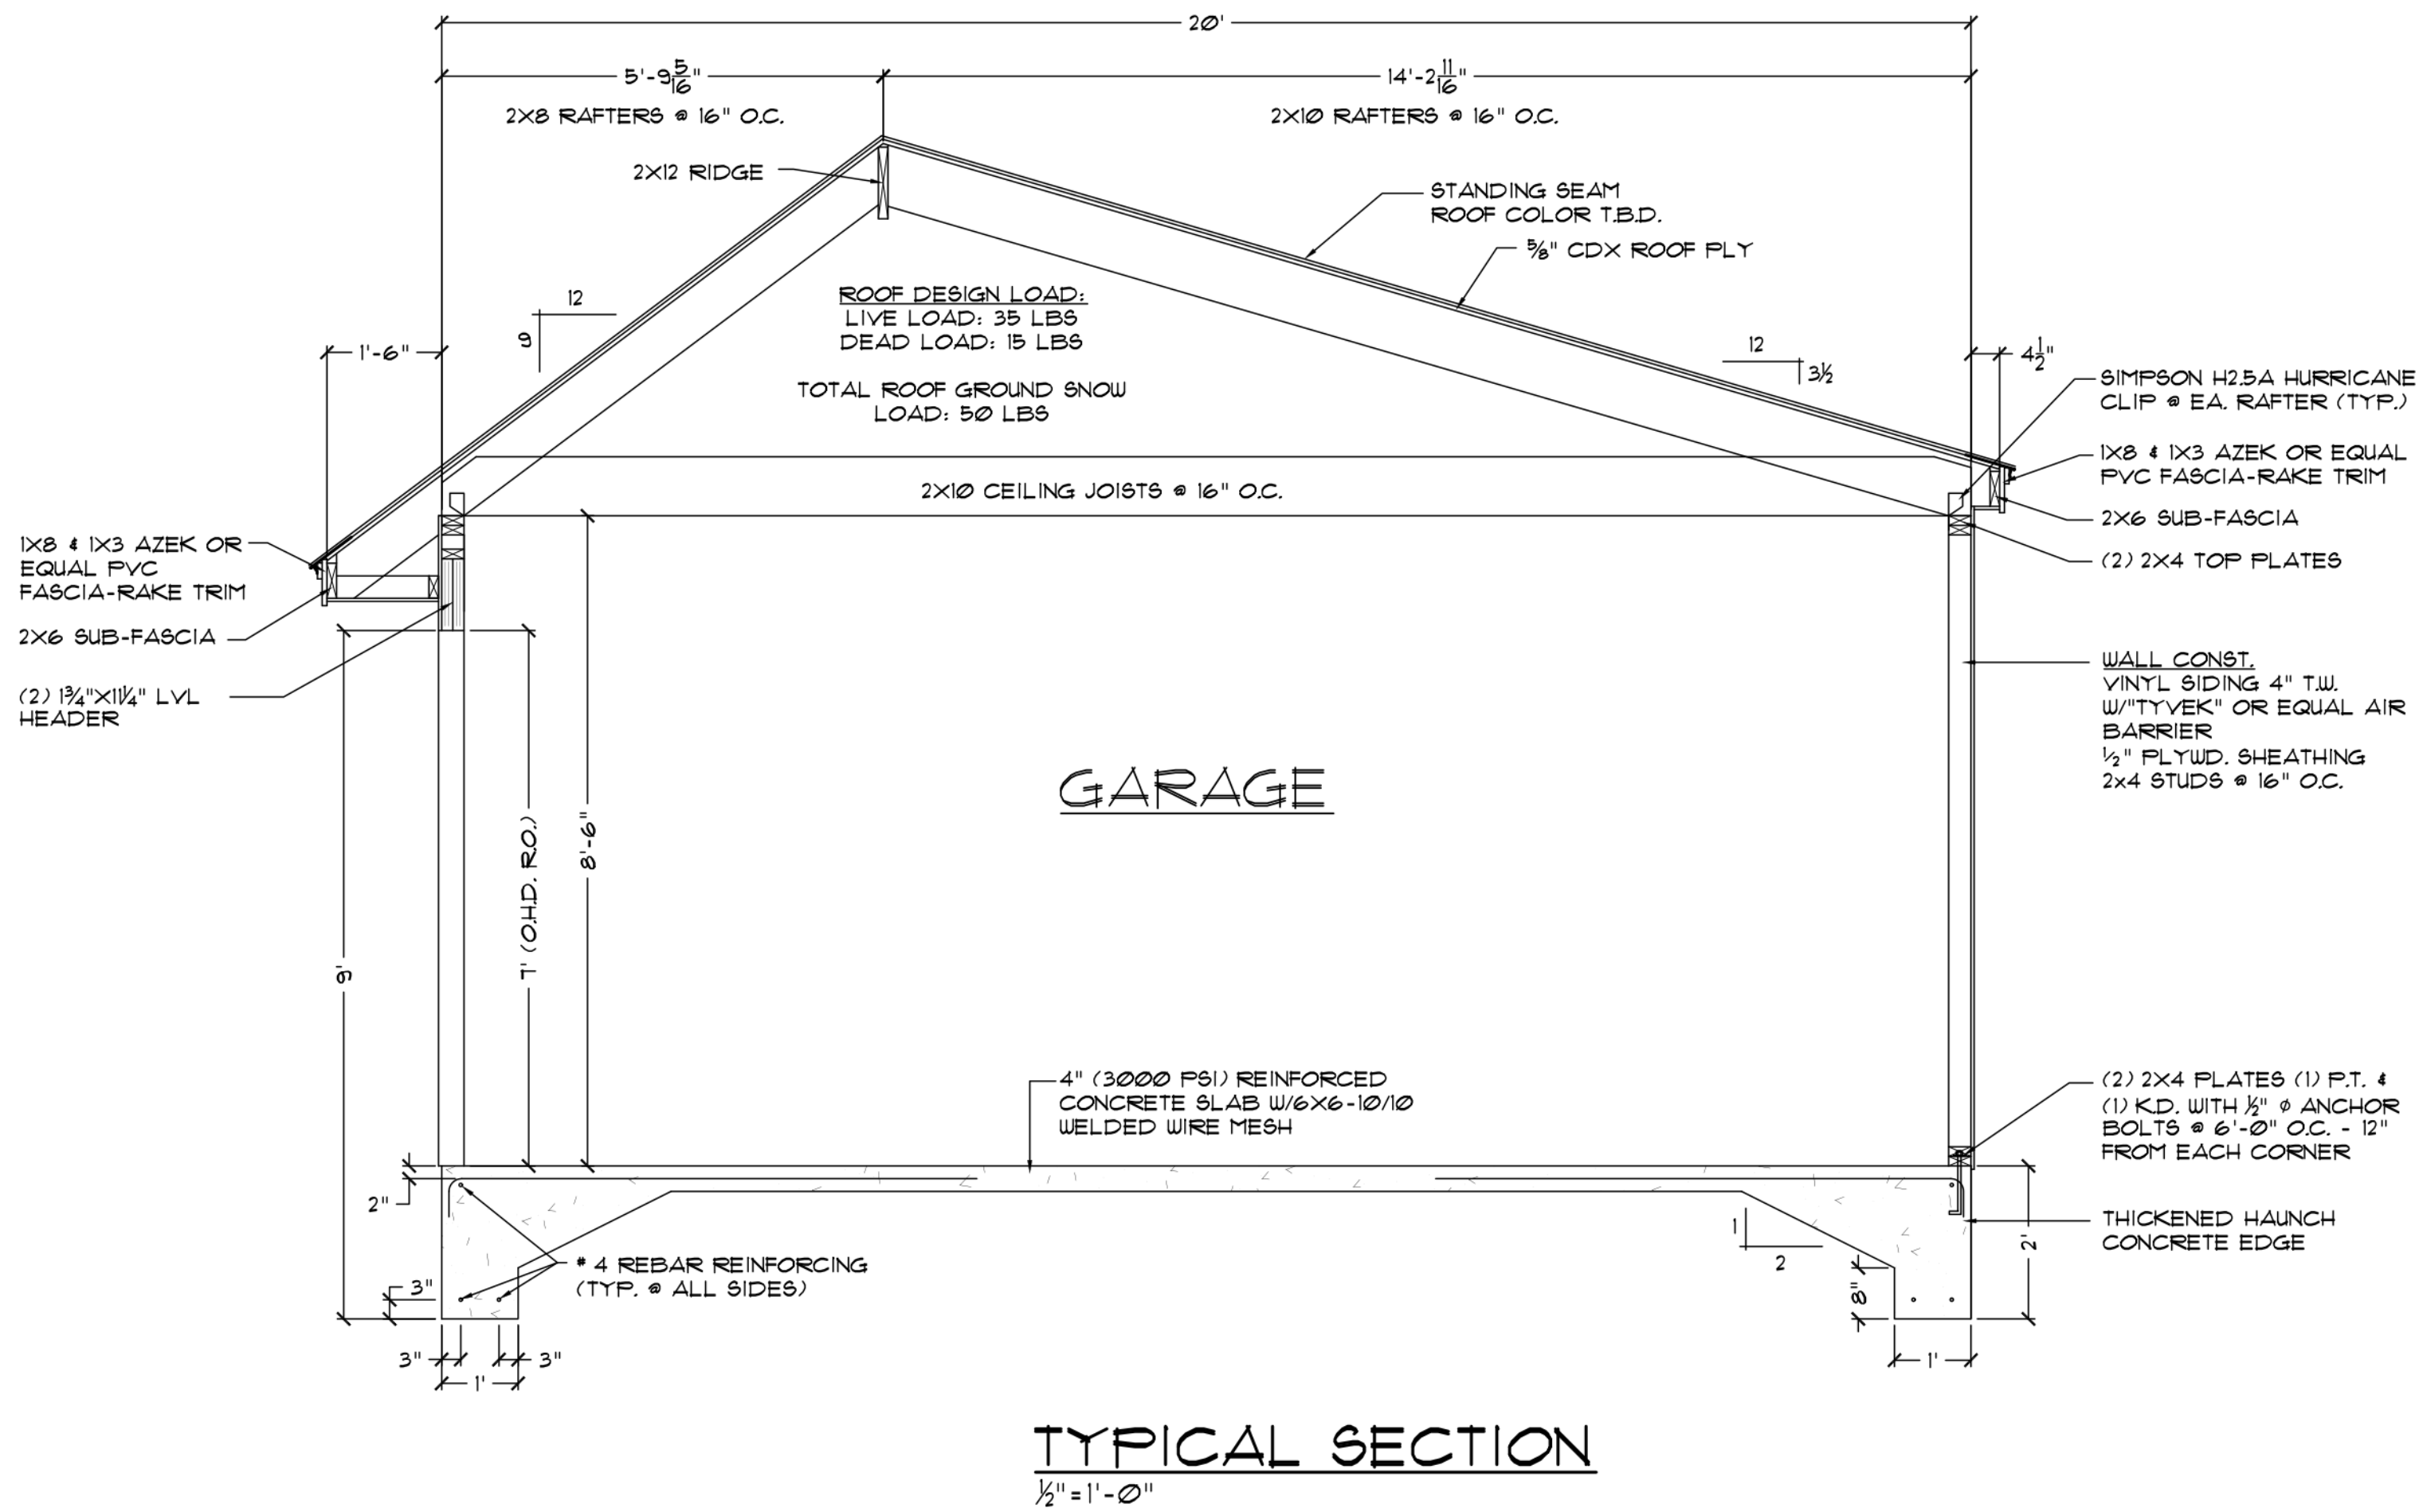 20'
5'-9 5/16"
14'-2 11/16"
2X8 RAFTERS @ 16" O.C.
2X10 RAFTERS @ 16" O.C.
2X12 RIDGE
STANDING SEAM
ROOF COLOR T.B.D.
5/8" CDX ROOF PLY
12
9
ROOF DESIGN LOAD:
LIVE LOAD: 35 LBS
DEAD LOAD: 15 LBS
TOTAL ROOF GROUND SNOW
LOAD: 50 LBS
1'-6"
12
3½
4½"
SIMPSON H2.5A HURRICANE
CLIP @ EA. RAFTER (TYP.)
1X8 & 1X3 AZEK OR EQUAL
PVC FASCIA-RAKE TRIM
2X6 SUB-FASCIA
(2) 2X4 TOP PLATES
2X10 CEILING JOISTS @ 16" O.C.
1X8 & 1X3 AZEK OR
EQUAL PVC
FASCIA-RAKE TRIM
2X6 SUB-FASCIA
(2) 1¾"X11¼" LVL
HEADER
WALL CONST.
VINYL SIDING 4" T.W.
W/"TYVEK" OR EQUAL AIR
BARRIER
½" PLYWD. SHEATHING
2x4 STUDS @ 16" O.C.
GARAGE
9'
7' (O.H.D. R.O.)
8'-6"
4" (3000 PSI) REINFORCED
CONCRETE SLAB W/6X6-10/10
WELDED WIRE MESH
(2) 2X4 PLATES (1) P.T. &
(1) K.D. WITH ½" ø ANCHOR
BOLTS @ 6'-0" O.C. - 12"
FROM EACH CORNER
THICKENED HAUNCH
CONCRETE EDGE
2"
3"
# 4 REBAR REINFORCING
(TYP. @ ALL SIDES)
1
2
8"
2'
3"
3"
1'
1'
TYPICAL SECTION
½"=1'-0"